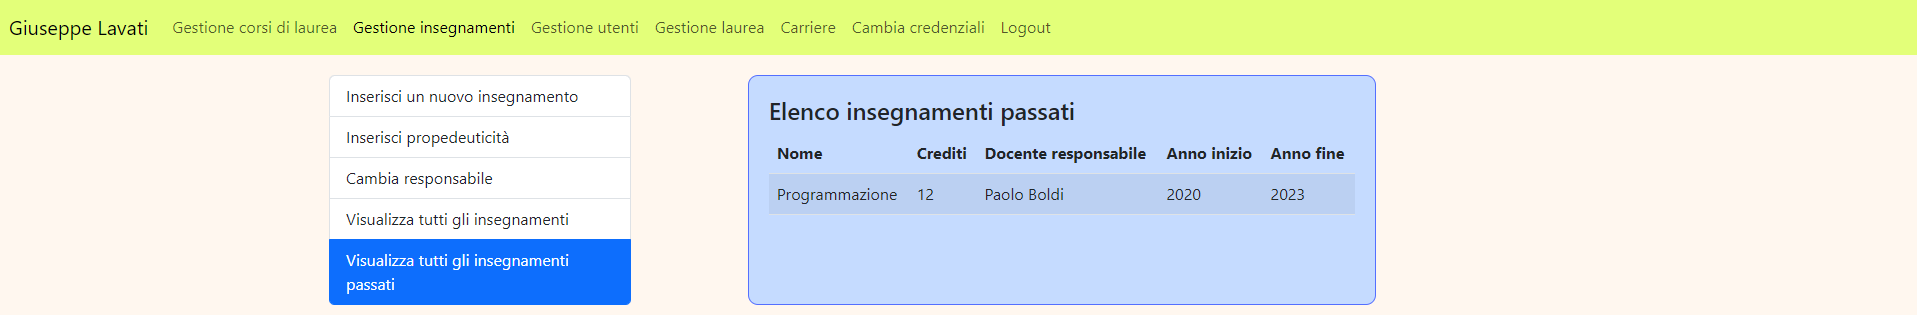 Giuseppe Lavati Gestione corsi di laurea Gestione insegnamenti Gestione utenti Gestione laurea Carriere Cambia credenziali Logout
Inserisci un nuovo insegnamento
Inserisci propedeuticità
Cambia responsabile
Visualizza tutti gli insegnamenti
Visualizza tutti gli insegnamenti
passati
Elenco insegnamenti passati
Nome Crediti Docente responsabile Anno inizio Anno fine
Programmazione 12 Paolo Boldi 2020 2023